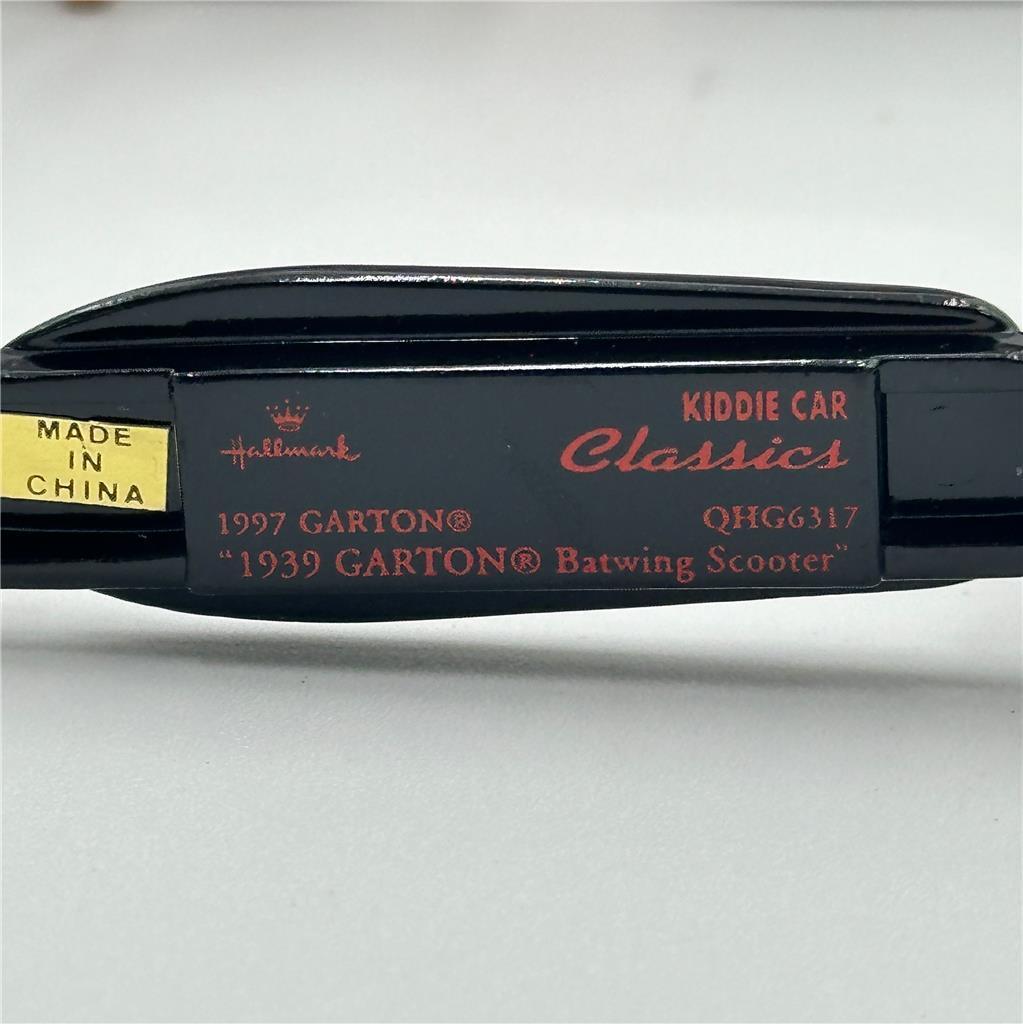 MADE
IN
CHINA
Hallmark
KIDDIE CAR
Classics
1997 GARTON®
QHG6317
“1939 GARTON® Batwing Scooter”